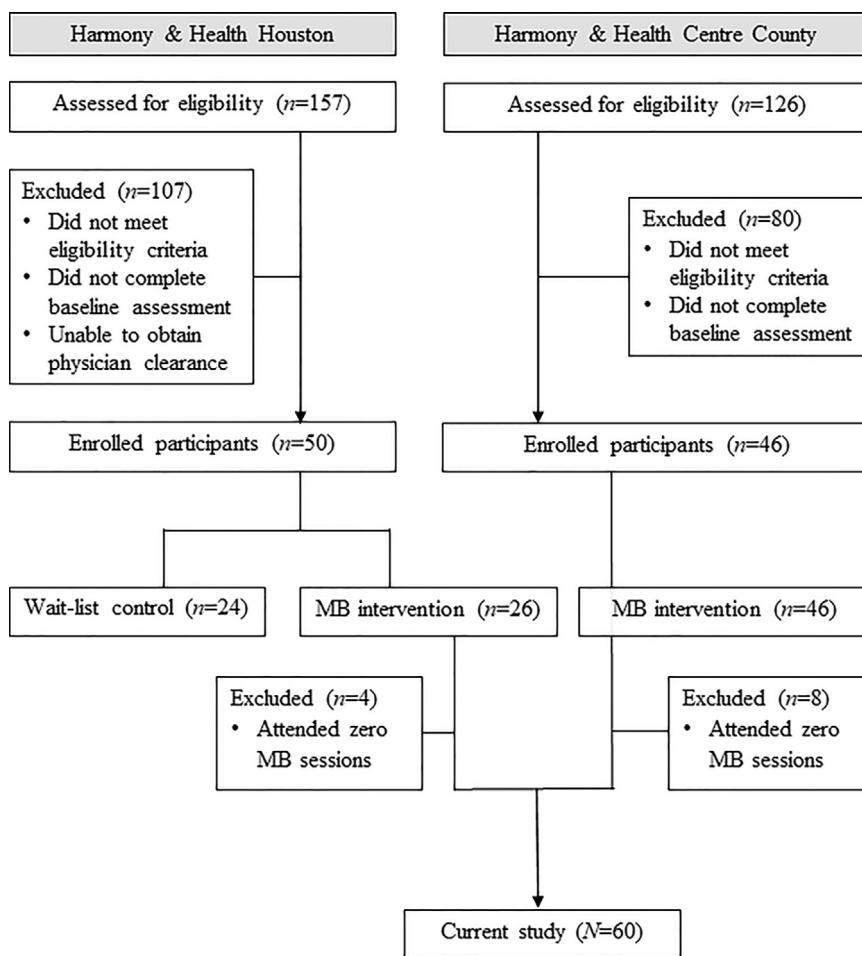 Harmony & Health Houston
Harmony & Health Centre County
Assessed for eligibility (n=157)
Assessed for eligibility (n=126)
Excluded (n=107)
• Did not meet
eligibility criteria
• Did not complete
baseline assessment
• Unable to obtain
physician clearance
Excluded (n=80)
• Did not meet
eligibility criteria
• Did not complete
baseline assessment
Enrolled participants (n=50)
Enrolled participants (n=46)
Wait-list control (n=24)
MB intervention (n=26)
MB intervention (n=46)
Excluded (n=4)
• Attended zero
MB sessions
Excluded (n=8)
• Attended zero
MB sessions
Current study (N=60)